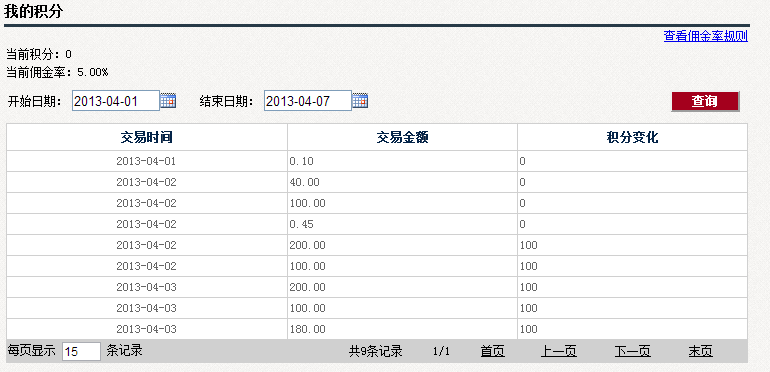 我的积分
查看佣金率规则
当前积分：0
当前佣金率：5.00%
开始日期： 2013-04-01 结束日期： 2013-04-07 查询
交易时间 交易金额 积分变化
2013-04-01 0.10 0
2013-04-02 40.00 0
2013-04-02 100.00 0
2013-04-02 0.45 0
2013-04-02 200.00 100
2013-04-02 100.00 100
2013-04-03 200.00 100
2013-04-03 100.00 100
2013-04-03 180.00 100
每页显示 15 条记录 共9条记录 1/1 首页 上一页 下一页 末页